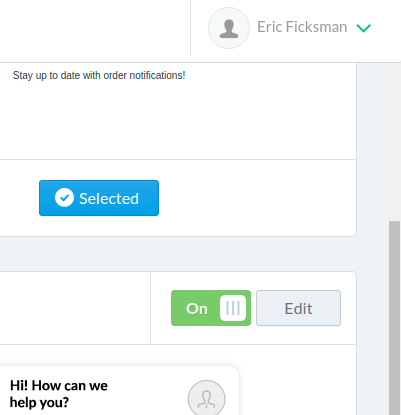 Eric Ficksman
Stay up to date with order notifications!
Selected
On
Edit
Hi! How can we
help you?